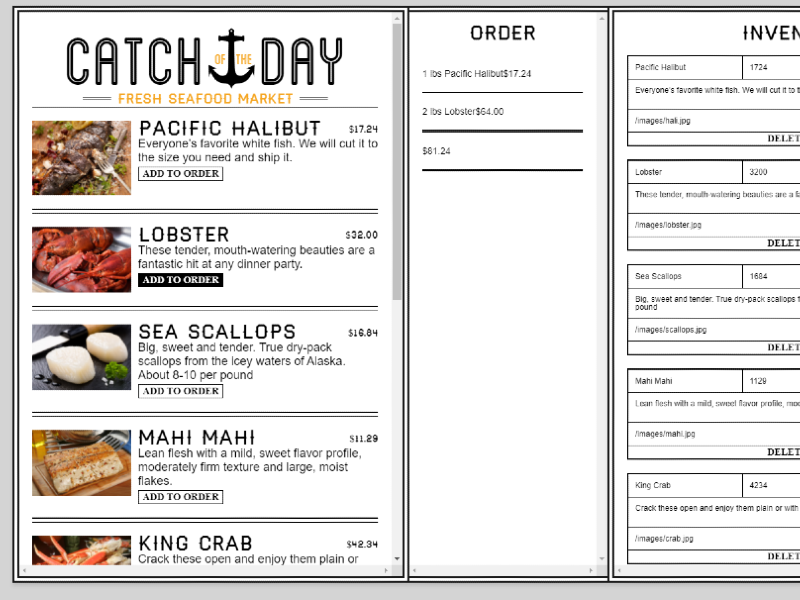 CATCH OF THE DAY
FRESH SEAFOOD MARKET
PACIFIC HALIBUT $17.24
Everyone's favorite white fish. We will cut it to
the size you need and ship it.
ADD TO ORDER
LOBSTER $32.00
These tender, mouth-watering beauties are a
fantastic hit at any dinner party.
ADD TO ORDER
SEA SCALLOPS $16.84
Big, sweet and tender. True dry-pack
scallops from the icey waters of Alaska.
About 8-10 per pound
ADD TO ORDER
MAHI MAHI $11.29
Lean flesh with a mild, sweet flavor profile,
moderately firm texture and large, moist
flakes.
ADD TO ORDER
KING CRAB $42.34
Crack these open and enjoy them plain or
ORDER
1 lbs Pacific Halibut$17.24
2 lbs Lobster$64.00
$81.24
INVEN
Pacific Halibut 1724
Everyone's favorite white fish. We will cut it to t
/images/hali.jpg
DELET
Lobster 3200
These tender, mouth-watering beauties are a fa
/images/lobster.jpg
DELET
Sea Scallops 1684
Big, sweet and tender. True dry-pack scallops f
pound
/images/scallops.jpg
DELET
Mahi Mahi 1129
Lean flesh with a mild, sweet flavor profile, mod
/images/mahi.jpg
DELET
King Crab 4234
Crack these open and enjoy them plain or with
/images/crab.jpg
DELET